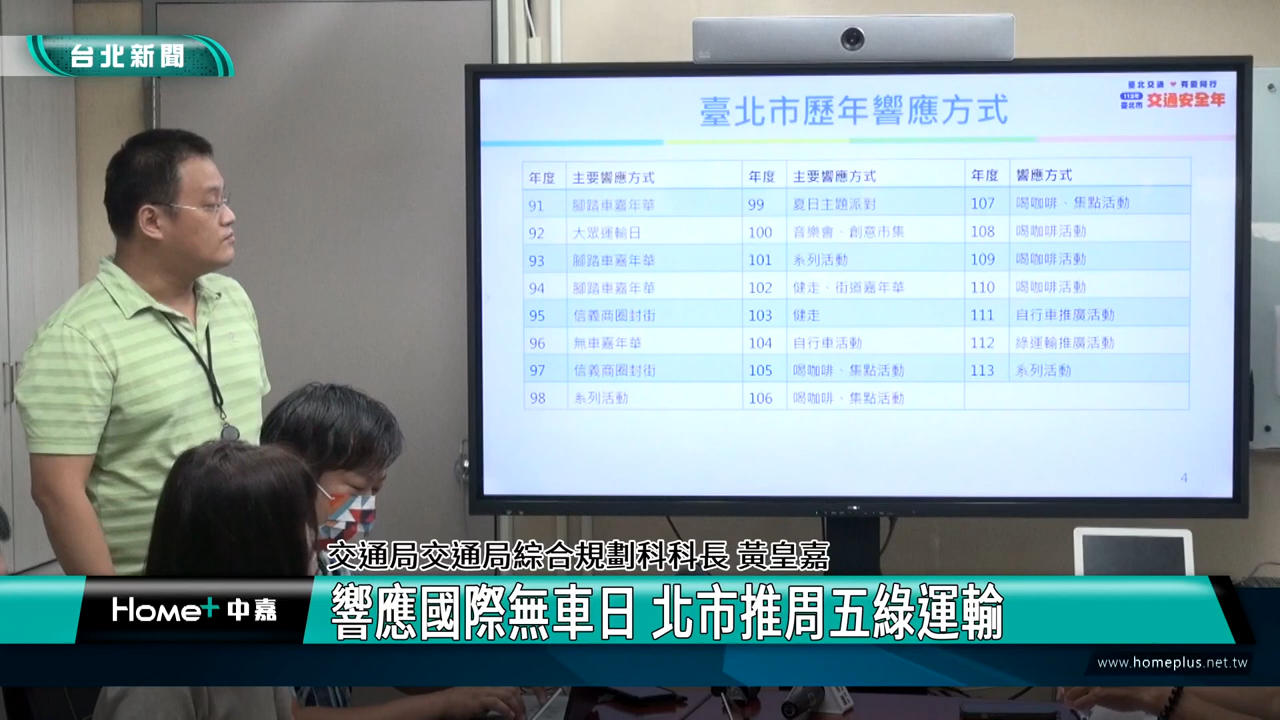 台北新聞
臺北交通 ❤ 有愛同行
113年
臺北市
交通安全年
臺北市歷年響應方式
年度 主要響應方式 年度 主要響應方式 年度 響應方式
91 腳踏車嘉年華 99 夏日主題派對 107 喝咖啡、集點活動
92 大眾運輸日 100 音樂會、創意市集 108 喝咖啡活動
93 腳踏車嘉年華 101 系列活動 109 喝咖啡活動
94 腳踏車嘉年華 102 健走、街道嘉年華 110 喝咖啡活動
95 信義商圈封街 103 健走 111 自行車推廣活動
96 無車嘉年華 104 自行車活動 112 綠運輸推廣活動
97 信義商圈封街 105 喝咖啡、集點活動 113 系列活動
98 系列活動 106 喝咖啡、集點活動
4
交通局交通局綜合規劃科科長 黃皇嘉
Home+ 中嘉
響應國際無車日 北市推周五綠運輸
www.homeplus.net.tw